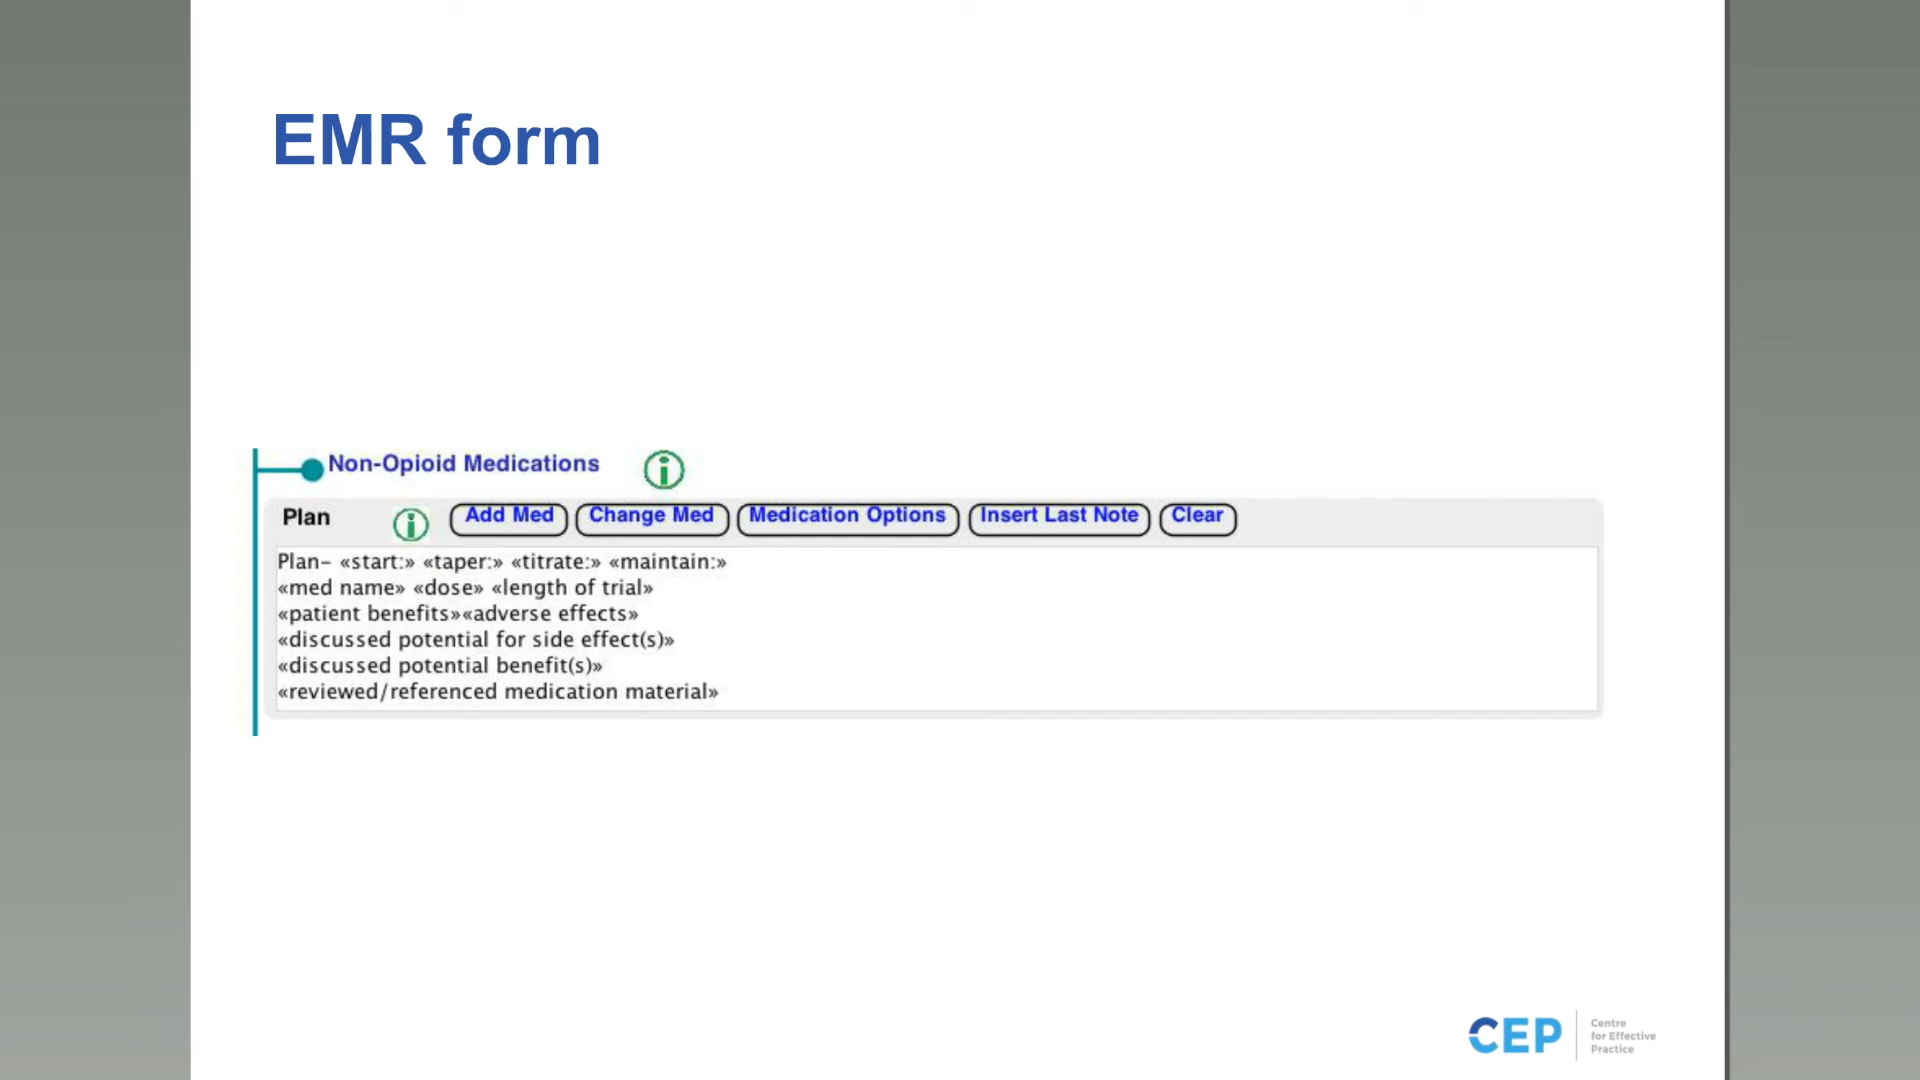 EMR form
Non-Opioid Medications
Plan Add Med Change Med Medication Options Insert Last Note Clear
Plan- «start:» «taper:» «titrate:» «maintain:»
«med name» «dose» «length of trial»
«patient benefits»«adverse effects»
«discussed potential for side effect(s)»
«discussed potential benefit(s)»
«reviewed/referenced medication material»
CEP
Centre
for Effective
Practice